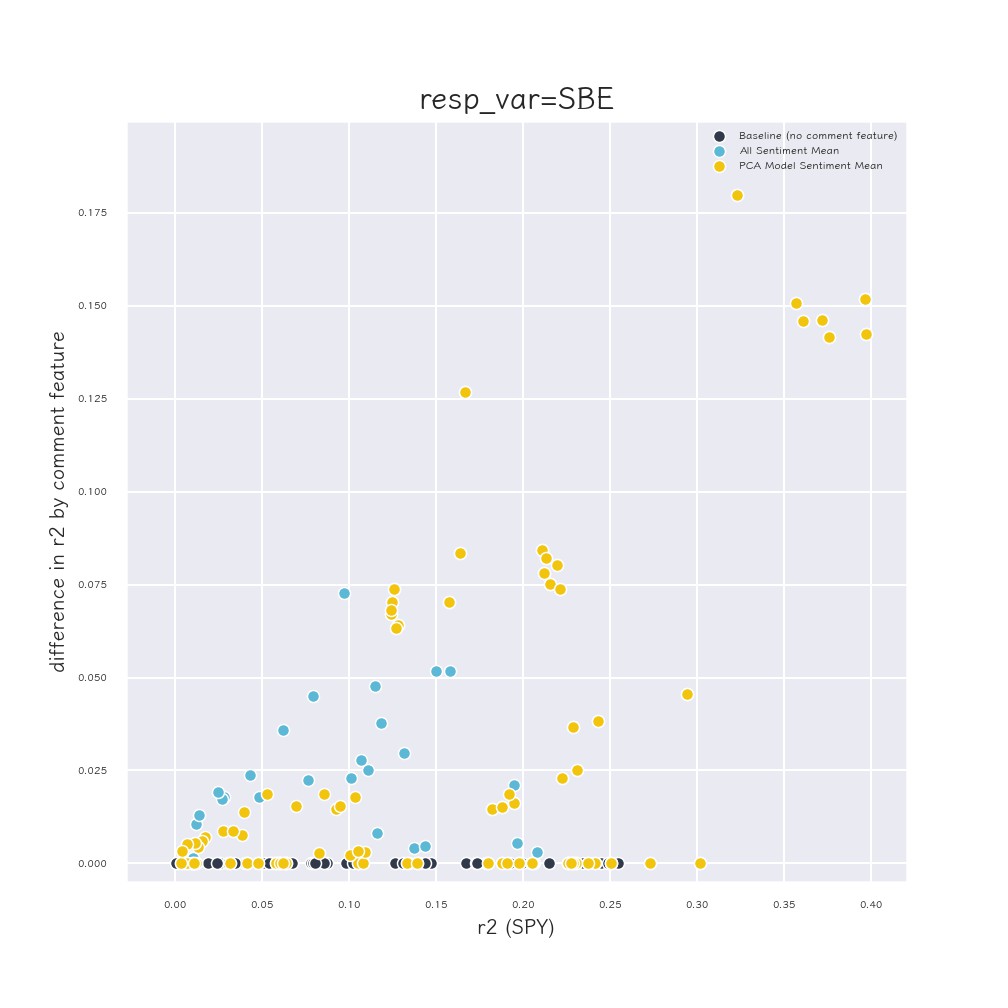 resp_var=SBE
Baseline (no comment feature)
All Sentiment Mean
PCA Model Sentiment Mean
difference in r2 by comment feature
0.175
0.150
0.125
0.100
0.075
0.050
0.025
0.000
0.00 0.05 0.10 0.15 0.20 0.25 0.30 0.35 0.40
r2 (SPY)